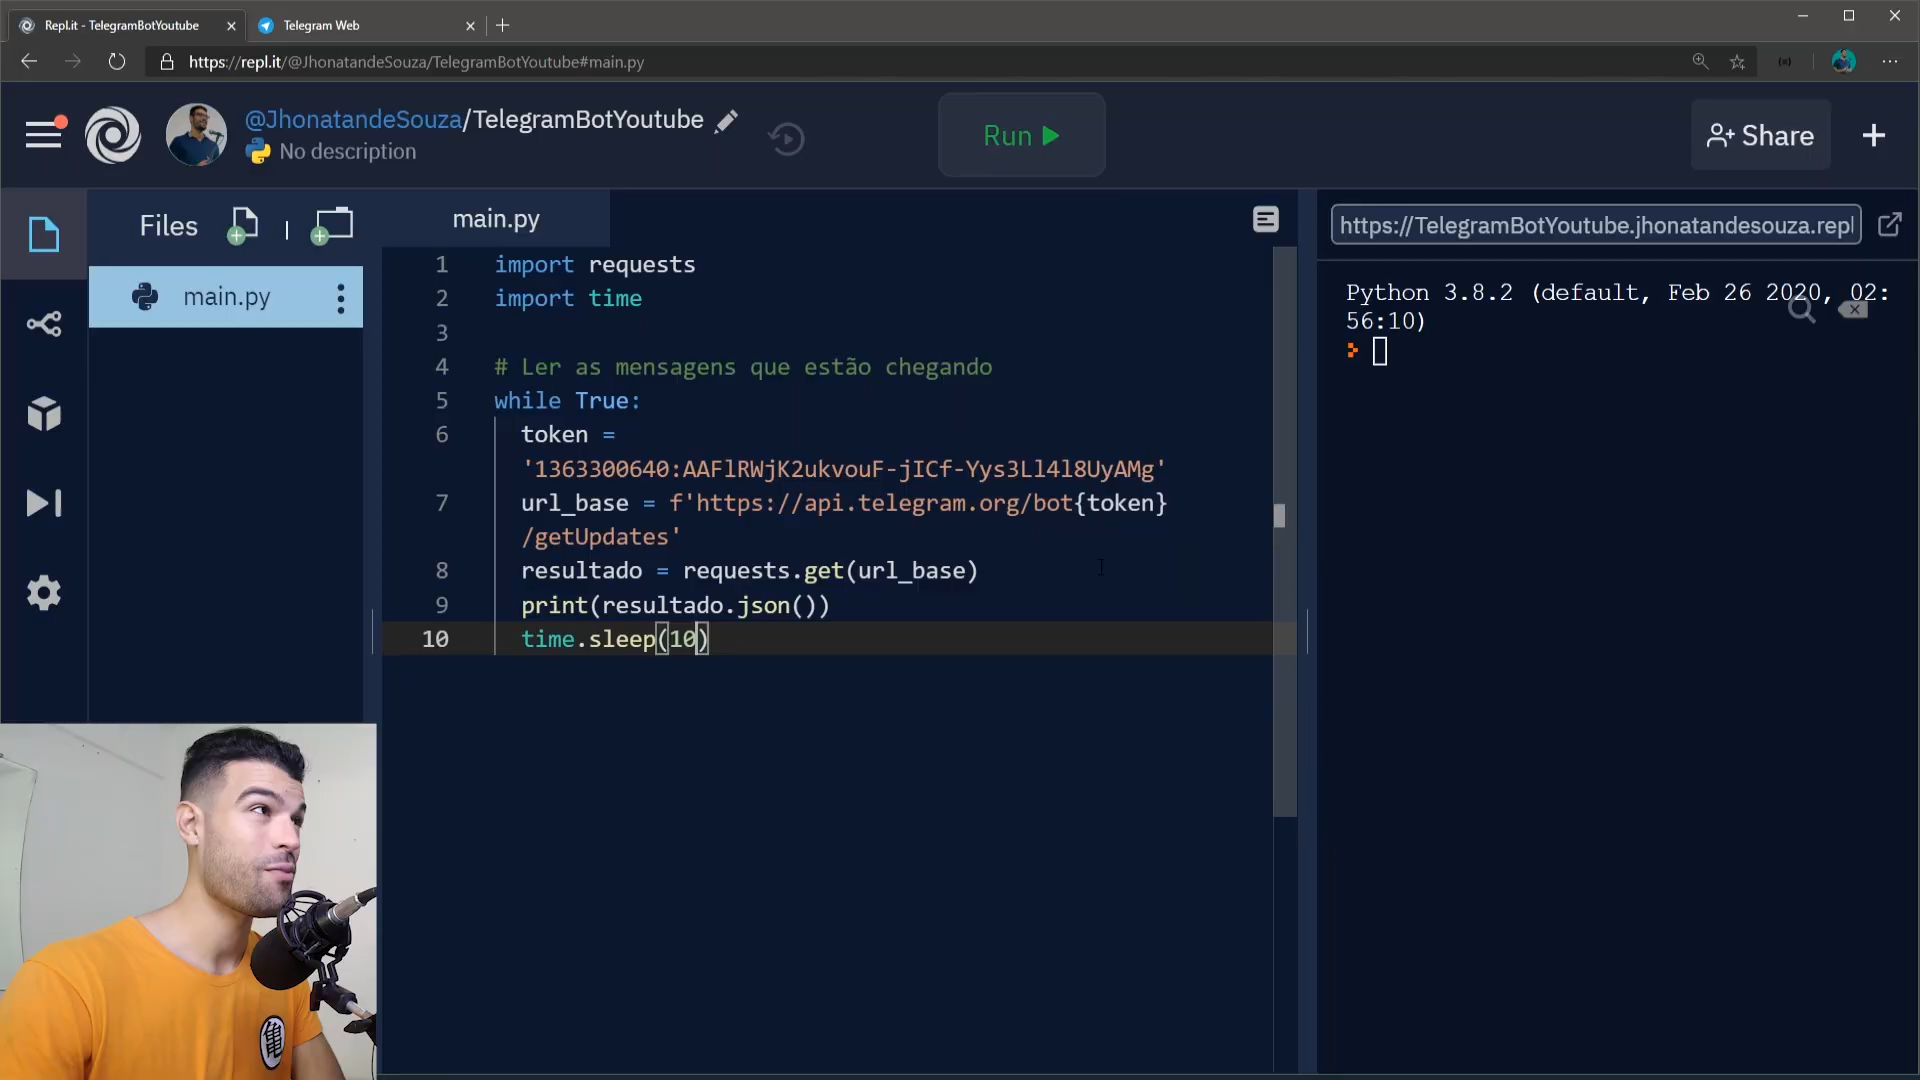 Repl.it - TelegramBotYoutube
Telegram Web
https://repl.it/@JhonatandeSouza/TelegramBotYoutube#main.py
@JhonatandeSouza/TelegramBotYoutube
No description
Run
Share
Files
main.py
main.py
https://TelegramBotYoutube.jhonatandesouza.repl
1 import requests
2 import time
3
4 # Ler as mensagens que estão chegando
5 while True:
6 token =
'1363300640:AAFlRWjK2ukvouF-jICf-Yys3Ll4l8UyAMg'
7 url_base = f'https://api.telegram.org/bot{token}
/getUpdates'
8 resultado = requests.get(url_base)
9 print(resultado.json())
10 time.sleep(10)
Python 3.8.2 (default, Feb 26 2020, 02:
56:10)
亀